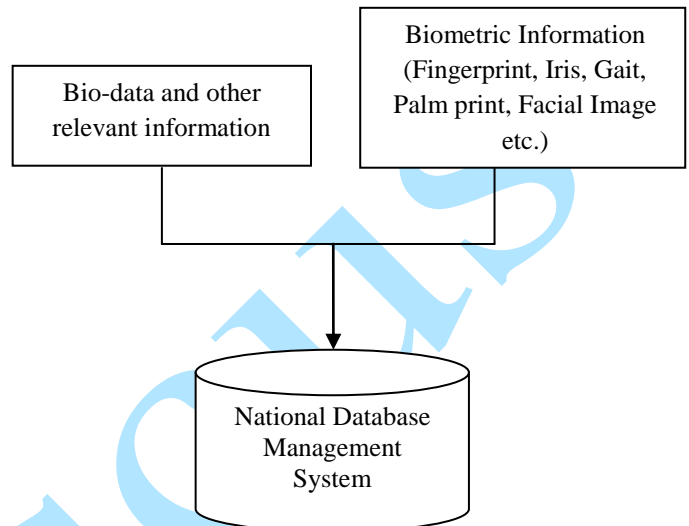 Bio-data and other
relevant information
Biometric Information
(Fingerprint, Iris, Gait,
Palm print, Facial Image
etc.)
National Database
Management
System